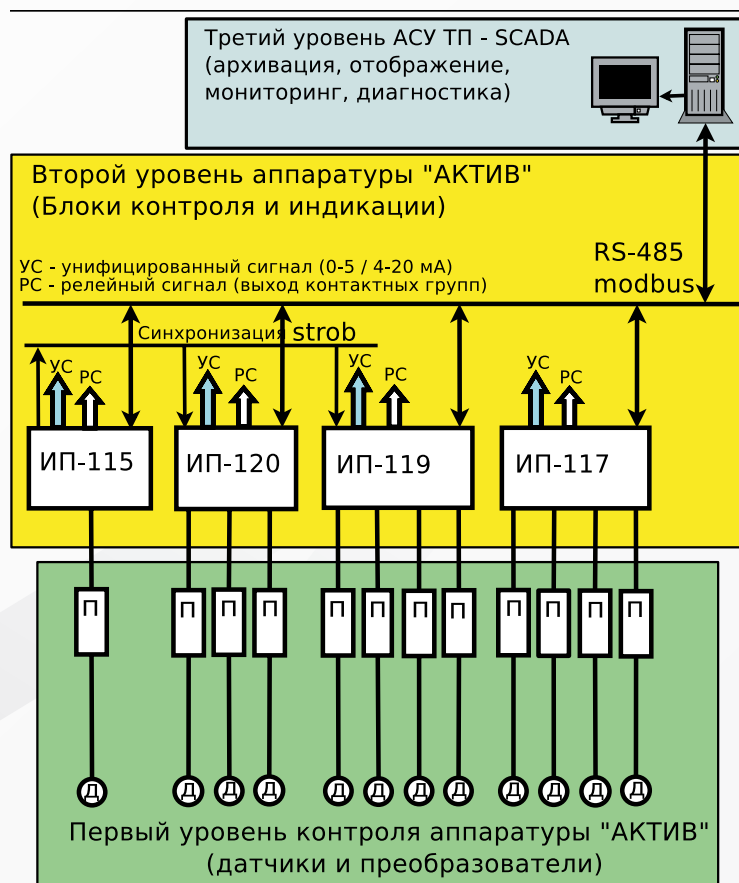 Третий уровень АСУ ТП - SCADA
(архивация, отображение,
мониторинг, диагностика)
Второй уровень аппаратуры "АКТИВ"
(Блоки контроля и индикации)
RS-485
modbus
УС - унифицированный сигнал (0-5 / 4-20 мА)
РС - релейный сигнал (выход контактных групп)
Синхронизация strob
УС РС УС РС УС РС УС РС
ИП-115 ИП-120 ИП-119 ИП-117
П П П П П П П П П П П П
Д Д Д Д Д Д Д Д Д Д Д Д
Первый уровень контроля аппаратуры "АКТИВ"
(датчики и преобразователи)